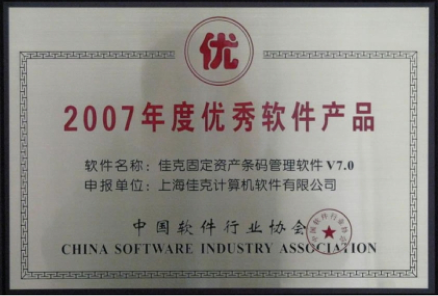 优
2007年度优秀软件产品
软件名称：佳克固定资产条码管理软件 V7.0
申报单位：上海佳克计算机软件有限公司
中国软件行业协会
CHINA SOFTWARE INDUSTRY ASSOCIATION